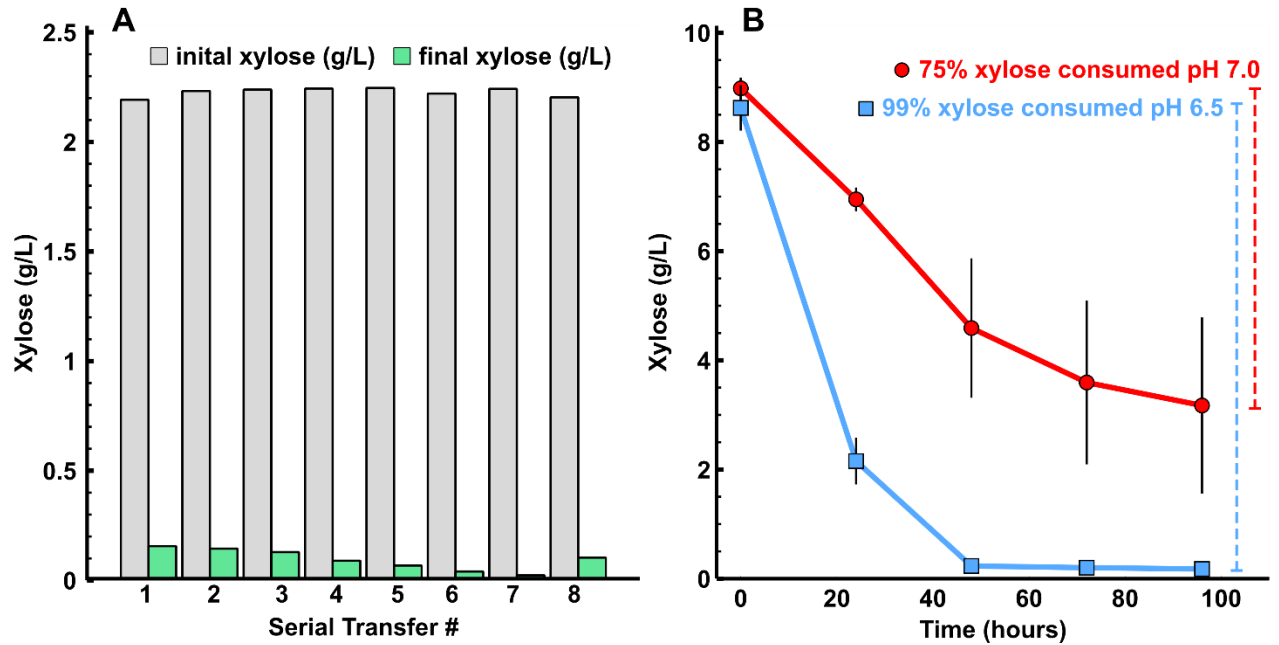 A
inital xylose (g/L) final xylose (g/L)
Xylose (g/L)
2.5
2
1.5
1
0.5
0
1 2 3 4 5 6 7 8
Serial Transfer #
B
75% xylose consumed pH 7.0
99% xylose consumed pH 6.5
Xylose (g/L)
10
8
6
4
2
0
0 20 40 60 80 100
Time (hours)